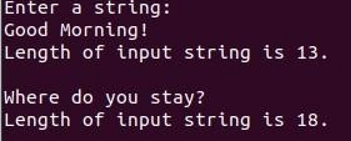 Enter a string:
Good Morning!
Length of input string is 13.
Where do you stay?
Length of input string is 18.